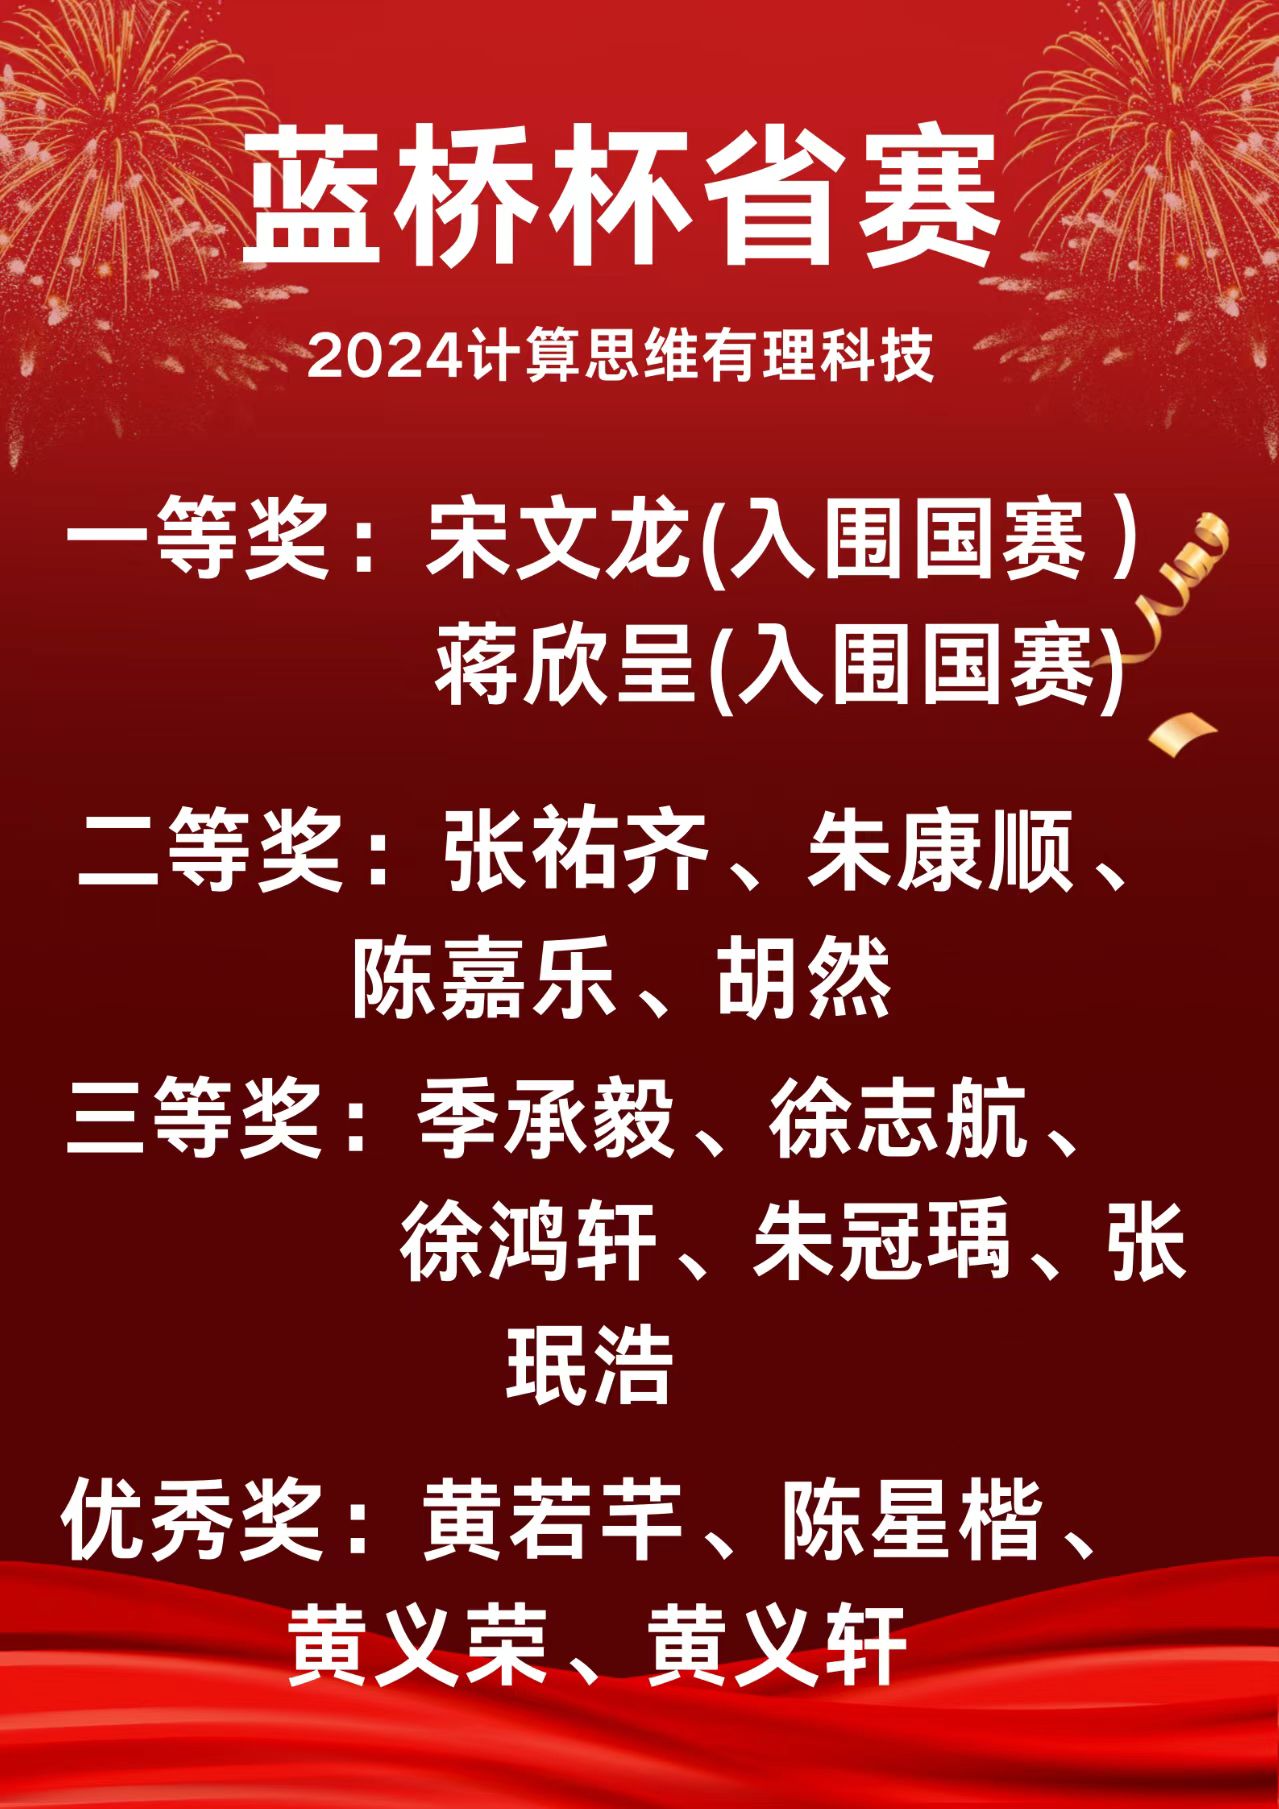 蓝桥杯省赛
2024计算思维有理科技
一等奖：宋文龙(入围国赛）
蒋欣呈(入围国赛)
二等奖：张祐齐、朱康顺、
陈嘉乐、胡然
三等奖：季承毅、徐志航、
徐鸿轩、朱冠瑀、张
珉浩
优秀奖：黄若芊、陈星楷、
黄义荣、黄义轩